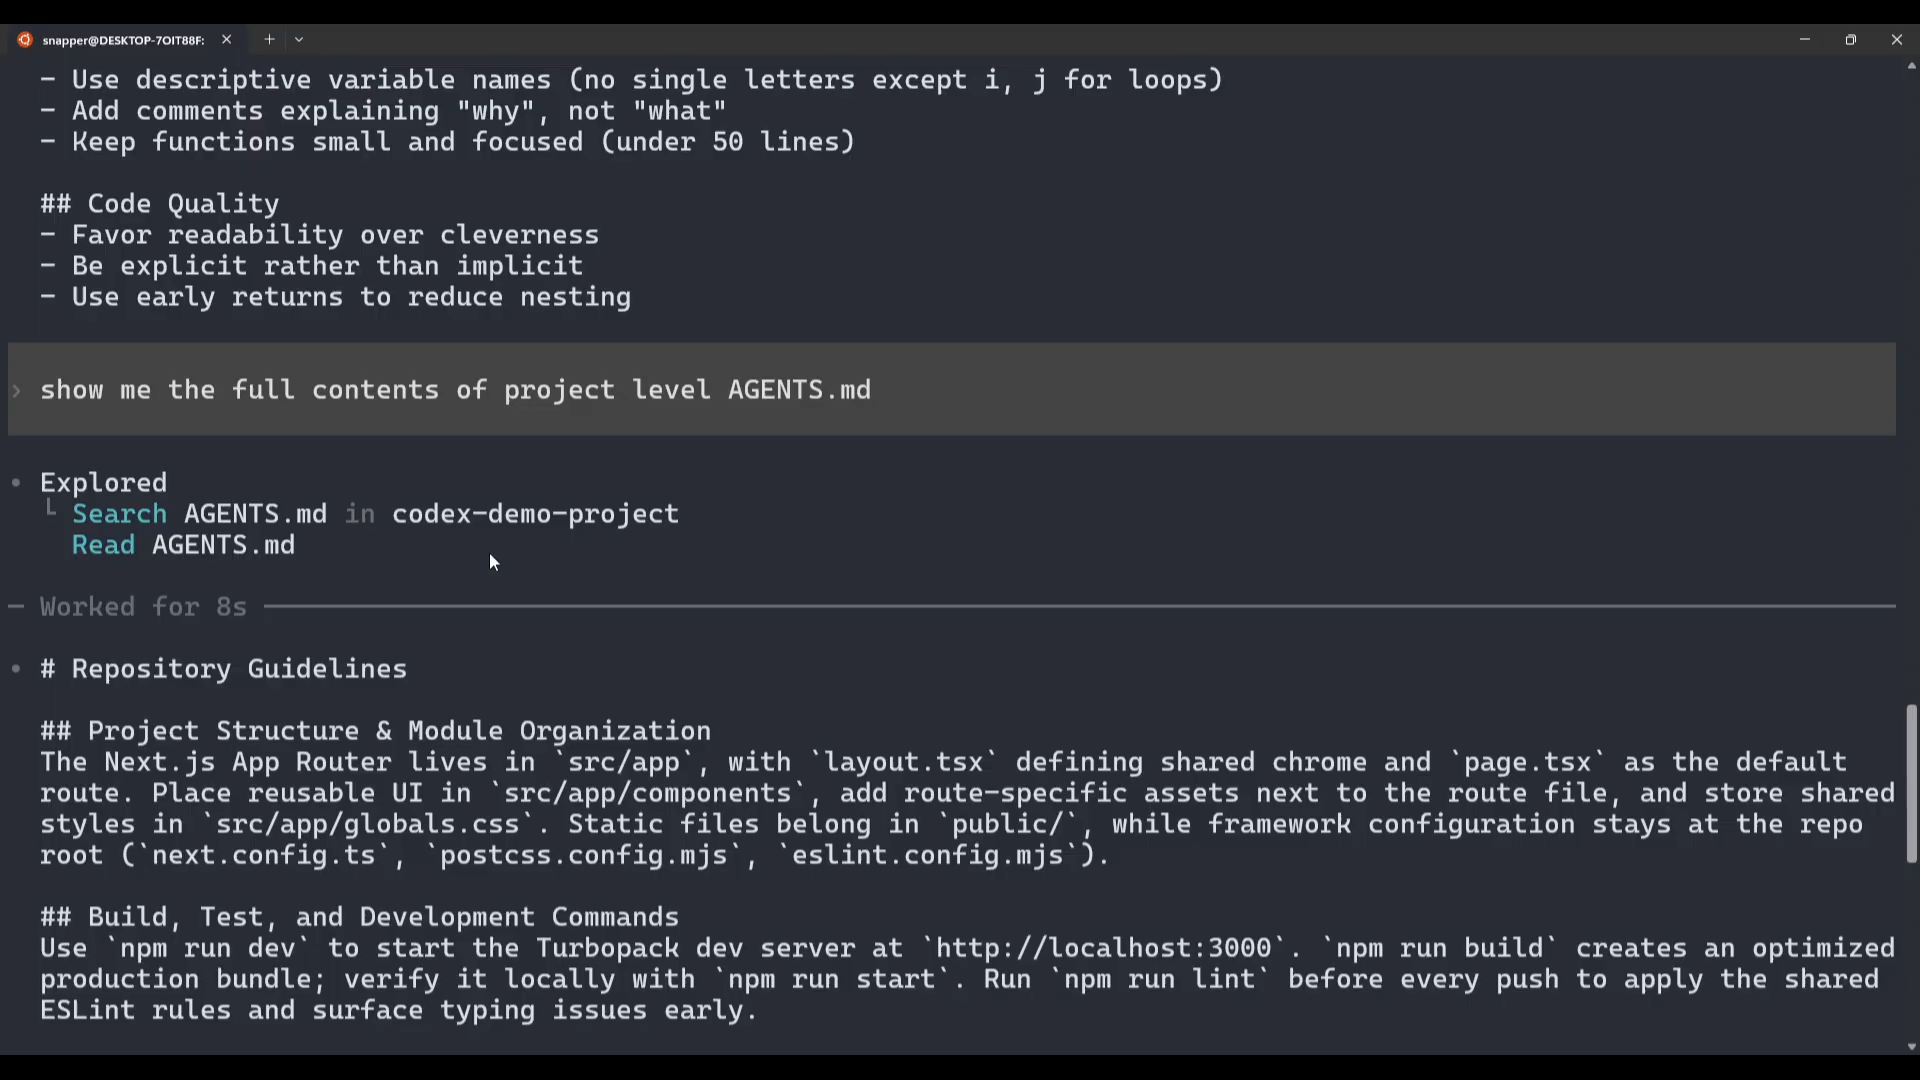 snapper@DESKTOP-7OIT88F:
- Use descriptive variable names (no single letters except i, j for loops)
- Add comments explaining "why", not "what"
- Keep functions small and focused (under 50 lines)
## Code Quality
- Favor readability over cleverness
- Be explicit rather than implicit
- Use early returns to reduce nesting
› show me the full contents of project level AGENTS.md
• Explored
└ Search AGENTS.md in codex-demo-project
Read AGENTS.md
─ Worked for 8s ─
• # Repository Guidelines
## Project Structure & Module Organization
The Next.js App Router lives in `src/app`, with `layout.tsx` defining shared chrome and `page.tsx` as the default
route. Place reusable UI in `src/app/components`, add route-specific assets next to the route file, and store shared
styles in `src/app/globals.css`. Static files belong in `public/`, while framework configuration stays at the repo
root (`next.config.ts`, `postcss.config.mjs`, `eslint.config.mjs`).
## Build, Test, and Development Commands
Use `npm run dev` to start the Turbopack dev server at `http://localhost:3000`. `npm run build` creates an optimized
production bundle; verify it locally with `npm run start`. Run `npm run lint` before every push to apply the shared
ESLint rules and surface typing issues early.